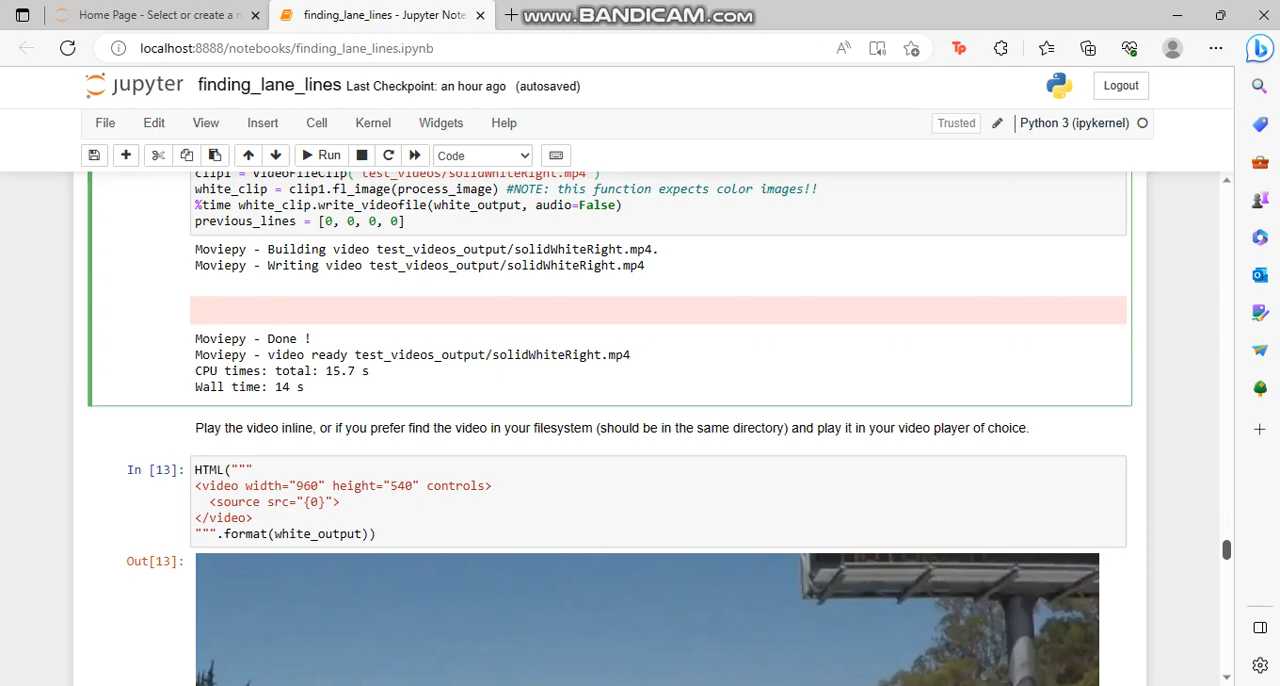 Home Page - Select or create a n
finding_lane_lines - Jupyter Note
www.BANDICAM.com
localhost:8888/notebooks/finding_lane_lines.ipynb
jupyter finding_lane_lines Last Checkpoint: an hour ago (autosaved)
Logout
File Edit View Insert Cell Kernel Widgets Help
Trusted Python 3 (ipykernel)
Run Code
clip1 = VideoFileClip("test_videos/solidWhiteRight.mp4")
white_clip = clip1.fl_image(process_image) #NOTE: this function expects color images!!
%time white_clip.write_videofile(white_output, audio=False)
previous_lines = [0, 0, 0, 0]
Moviepy - Building video test_videos_output/solidWhiteRight.mp4.
Moviepy - Writing video test_videos_output/solidWhiteRight.mp4
Moviepy - Done !
Moviepy - video ready test_videos_output/solidWhiteRight.mp4
CPU times: total: 15.7 s
Wall time: 14 s
Play the video inline, or if you prefer find the video in your filesystem (should be in the same directory) and play it in your video player of choice.
In [13]: HTML("""
<video width="960" height="540" controls>
  <source src="{0}">
</video>
""".format(white_output))
Out[13]: